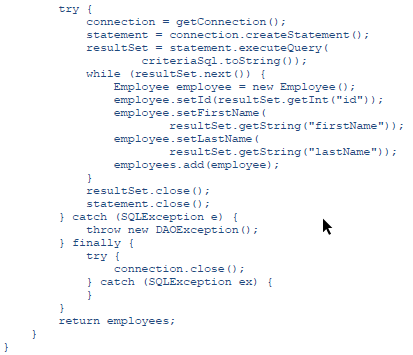 try {
connection = getConnection();
statement = connection.createStatement();
resultSet = statement.executeQuery(
criteriaSql.toString());
while (resultSet.next()) {
Employee employee = new Employee();
employee.setId(resultSet.getInt("id"));
employee.setFirstName(
resultSet.getString("firstName"));
employee.setLastName(
resultSet.getString("lastName"));
employees.add(employee);
}
resultSet.close();
statement.close();
} catch (SQLException e) {
throw new DAOException();
} finally {
try {
connection.close();
} catch (SQLException ex) {
}
}
return employees;
}
}